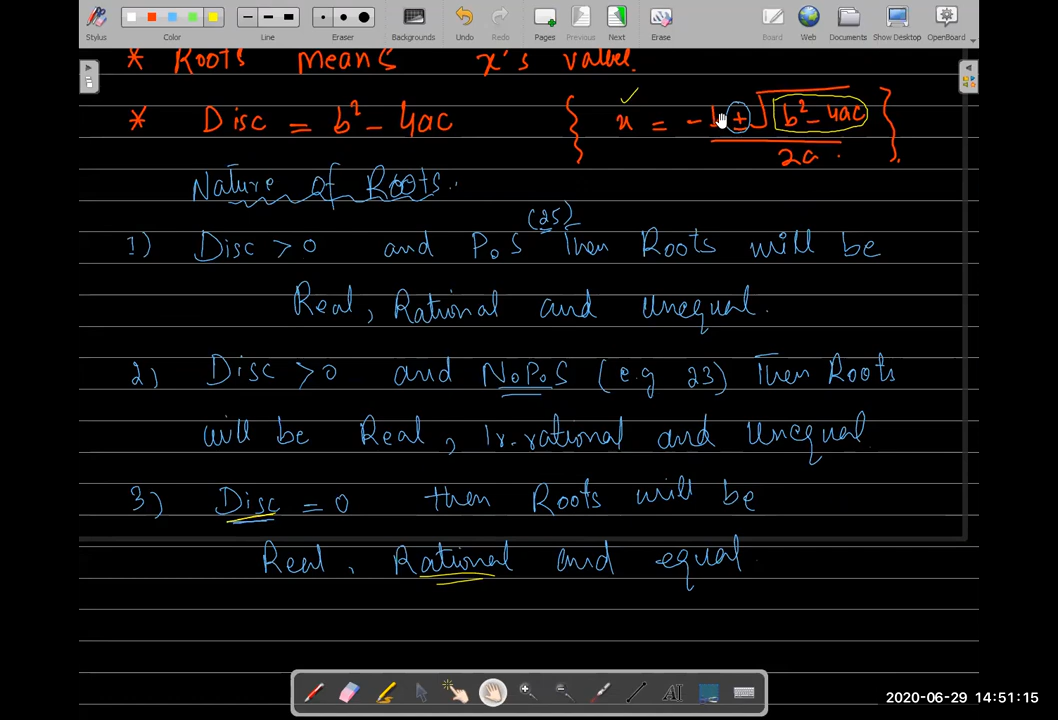 Stylus Color Line Eraser Backgrounds Undo Redo Pages Previous Next Erase Board Web Documents Show Desktop OpenBoard
* Roots means x's value.
* Disc = b² - 4ac { x = -b ± √b² - 4ac / 2a . }
Nature of Roots.
(25)
1) Disc > 0 and PoS Then Roots will be
Real, Rational and unequal.
2) Disc > 0 and NoPoS (e.g 23) Then Roots
will be Real, Ir-rational and Unequal.
3) Disc = 0 then Roots will be
Real, Rational and equal
AI
2020-06-29 14:51:15